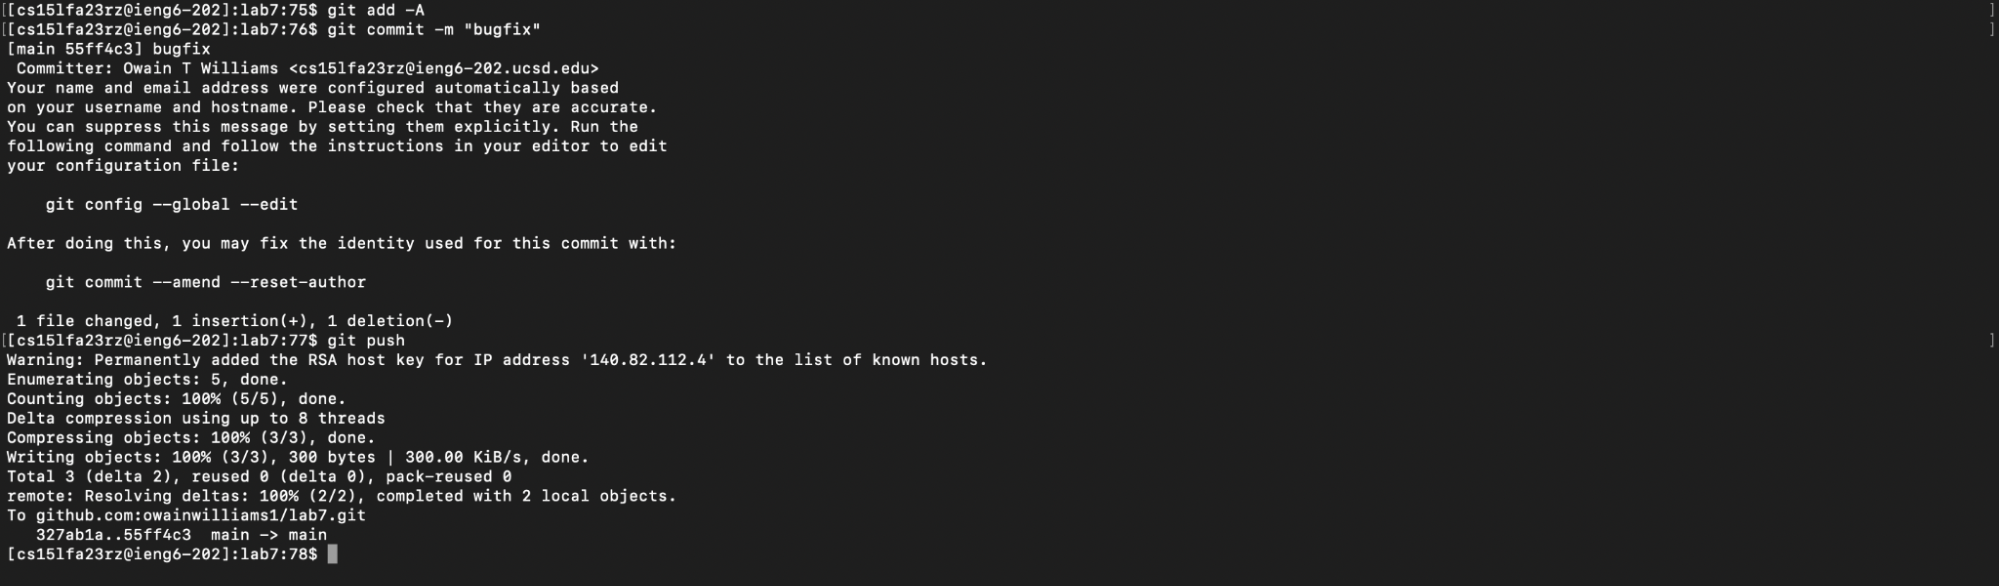 [[cs15lfa23rz@ieng6-202]:lab7:75$ git add -A ]
[[cs15lfa23rz@ieng6-202]:lab7:76$ git commit -m "bugfix" ]
[main 55ff4c3] bugfix
 Committer: Owain T Williams <cs15lfa23rz@ieng6-202.ucsd.edu>
Your name and email address were configured automatically based
on your username and hostname. Please check that they are accurate.
You can suppress this message by setting them explicitly. Run the
following command and follow the instructions in your editor to edit
your configuration file:

    git config --global --edit

After doing this, you may fix the identity used for this commit with:

    git commit --amend --reset-author

 1 file changed, 1 insertion(+), 1 deletion(-)
[[cs15lfa23rz@ieng6-202]:lab7:77$ git push ]
Warning: Permanently added the RSA host key for IP address '140.82.112.4' to the list of known hosts.
Enumerating objects: 5, done.
Counting objects: 100% (5/5), done.
Delta compression using up to 8 threads
Compressing objects: 100% (3/3), done.
Writing objects: 100% (3/3), 300 bytes | 300.00 KiB/s, done.
Total 3 (delta 2), reused 0 (delta 0), pack-reused 0
remote: Resolving deltas: 100% (2/2), completed with 2 local objects.
To github.com:owainwilliams1/lab7.git
   327ab1a..55ff4c3  main -> main
[cs15lfa23rz@ieng6-202]:lab7:78$